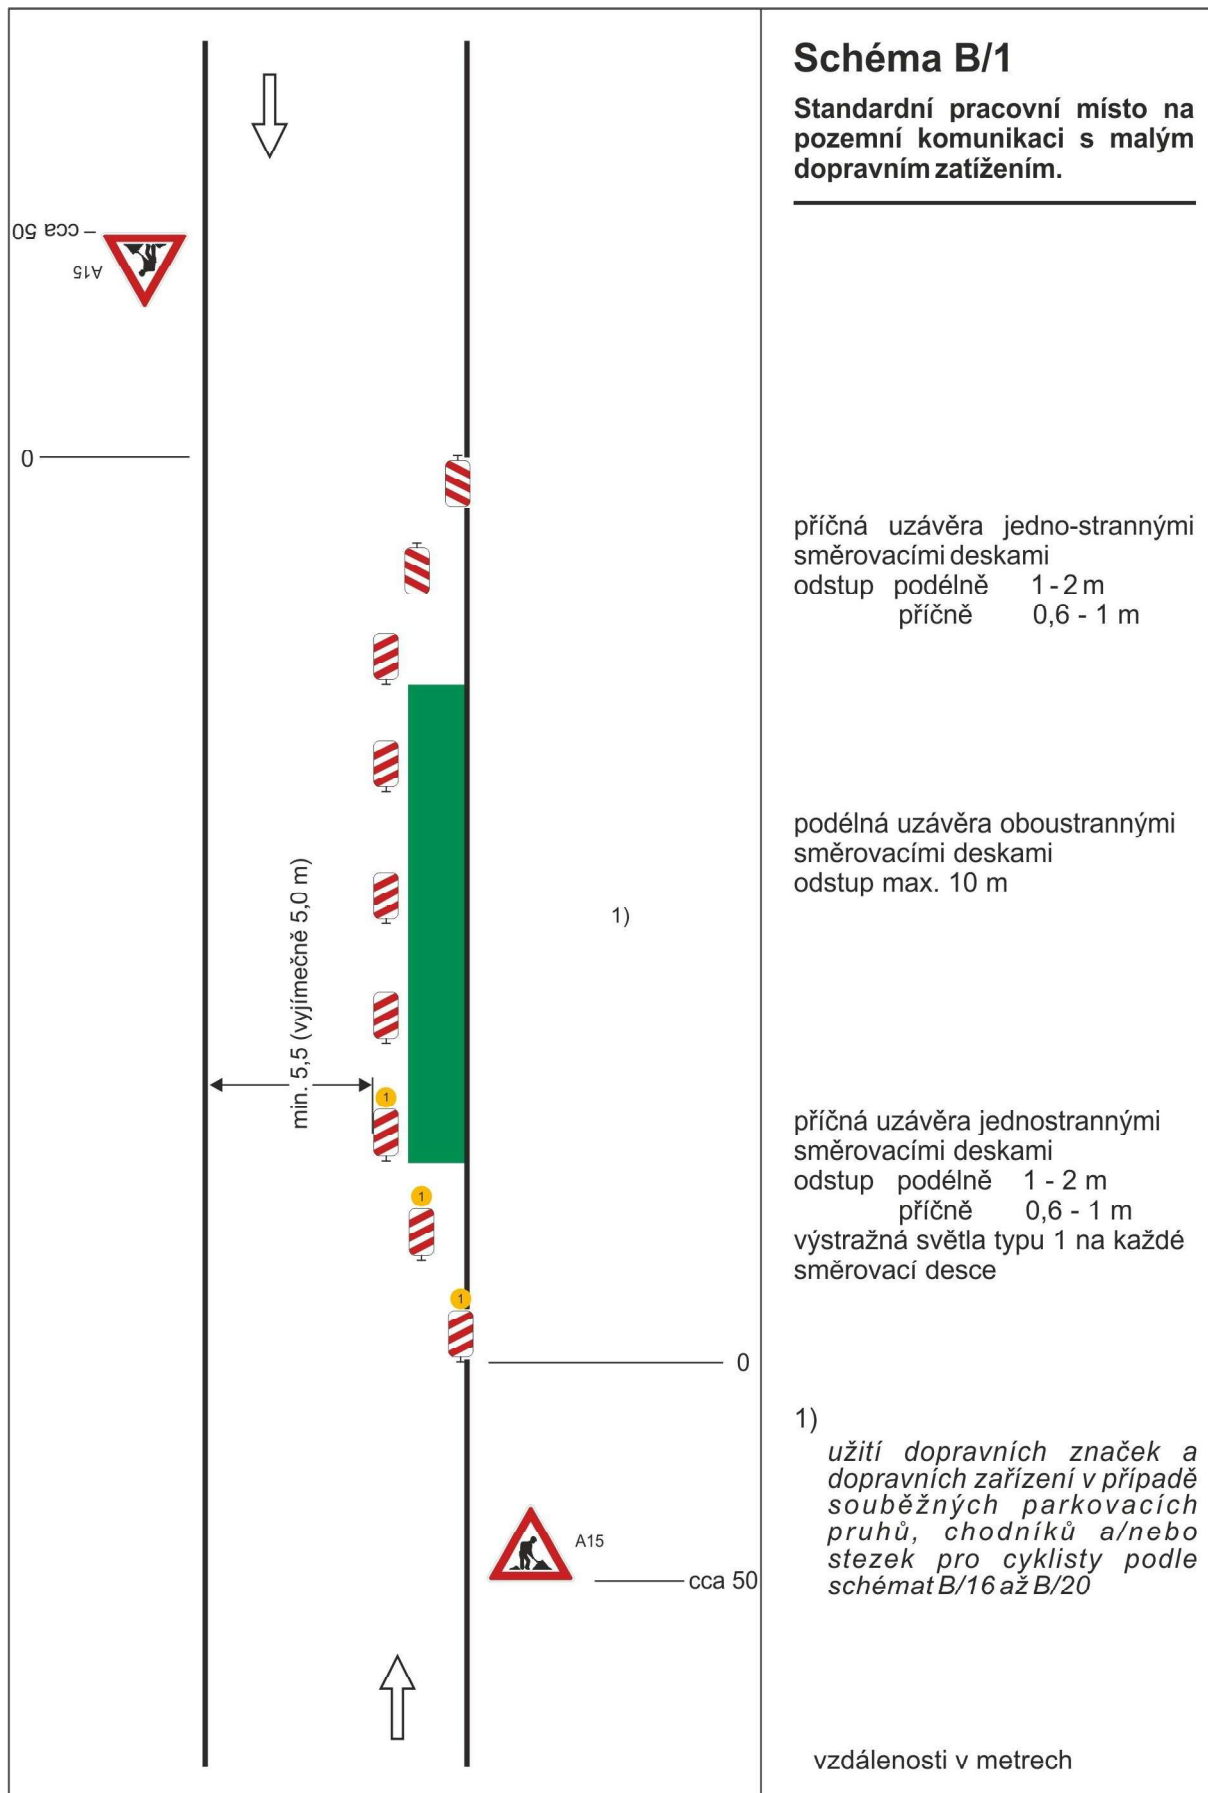 Schéma B/1
Standardní pracovní místo na
pozemní komunikaci s malým
dopravním zatížením.
cca 50
A15
0
příčná uzávěra jedno-strannými
směrovacími deskami
odstup podélně 1 - 2 m
příčně 0,6 - 1 m
podélná uzávěra oboustrannými
směrovacími deskami
odstup max. 10 m
1)
min. 5,5 (vyjímečně 5,0 m)
1
příčná uzávěra jednostrannými
směrovacími deskami
odstup podélně 1 - 2 m
příčně 0,6 - 1 m
výstražná světla typu 1 na každé
směrovací desce
1
1
0
1)
užití dopravních značek a
dopravních zařízení v případě
souběžných parkovacích
pruhů, chodníků a/nebo
stezek pro cyklisty podle
schémat B/16 až B/20
A15
cca 50
vzdálenosti v metrech